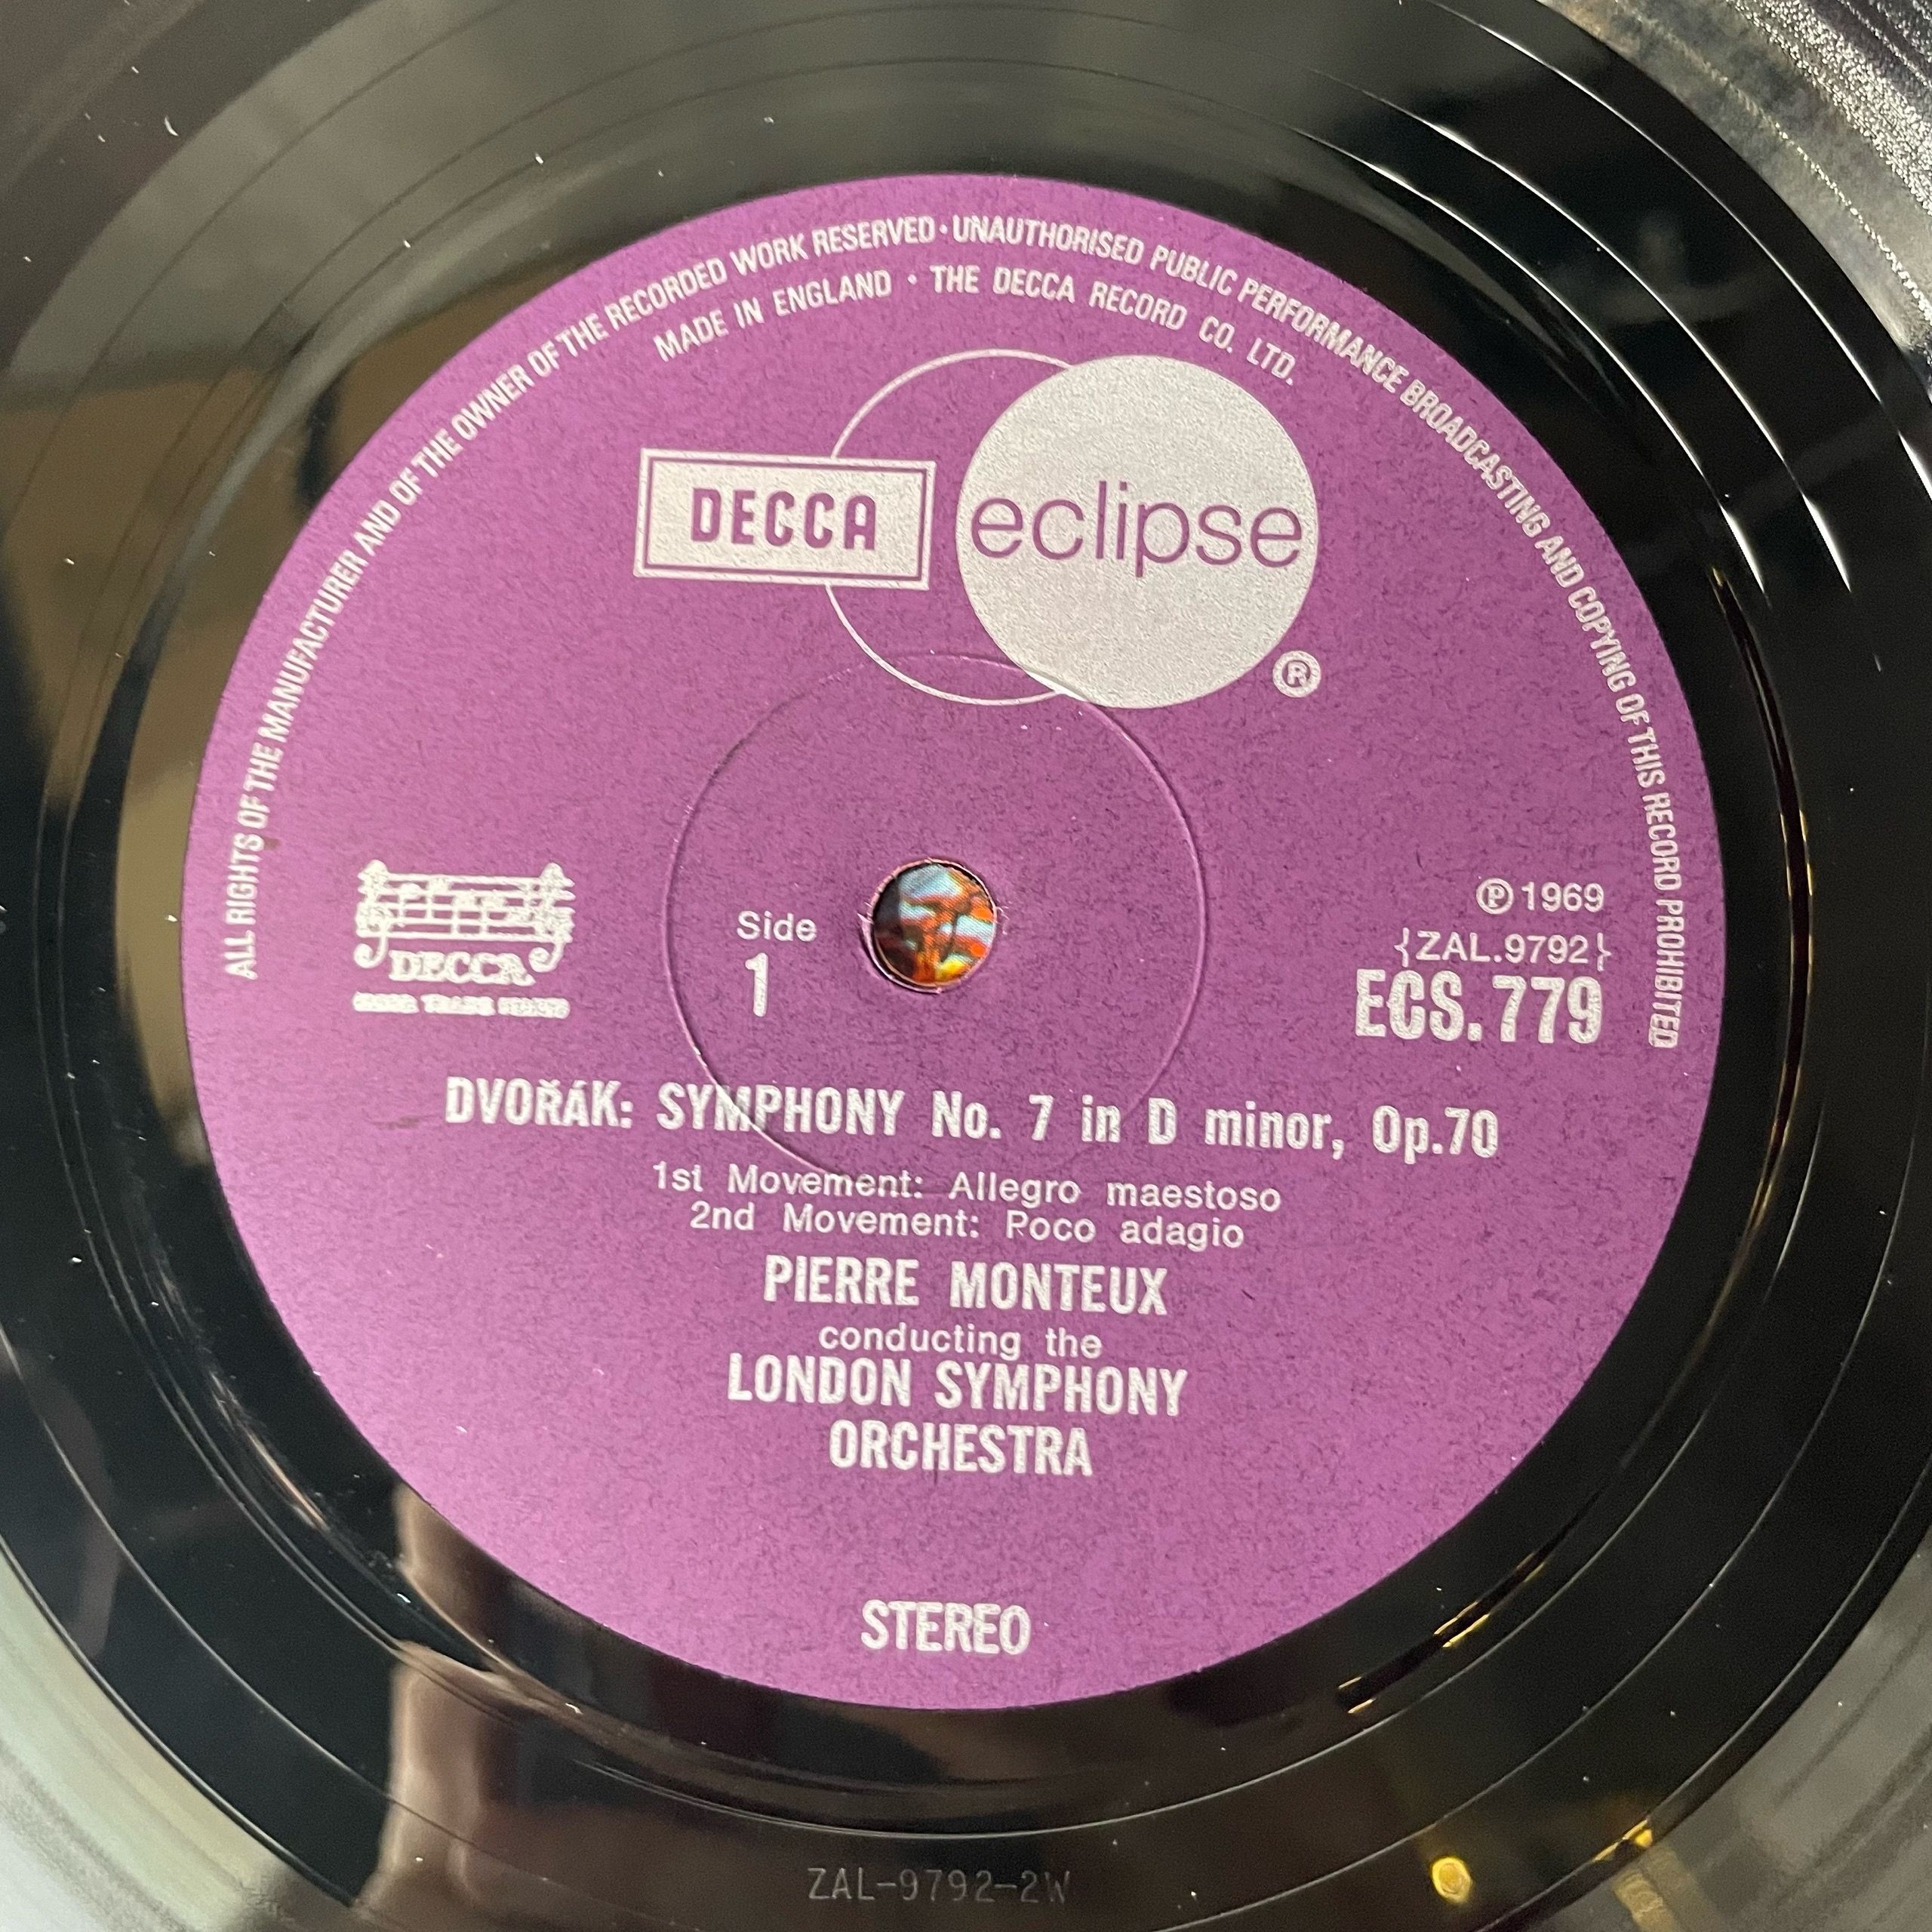 ALL RIGHTS OF THE MANUFACTURER AND OF THE OWNER OF THE RECORDED WORK RESERVED · UNAUTHORISED PUBLIC PERFORMANCE BROADCASTING AND COPYING OF THIS RECORD PROHIBITED
MADE IN ENGLAND · THE DECCA RECORD CO. LTD.
DECCA eclipse ®
DECCA
Side
1
℗ 1969
{ZAL.9792}
ECS.779
DVOŘÁK: SYMPHONY No. 7 in D minor, Op.70
1st Movement: Allegro maestoso
2nd Movement: Poco adagio
PIERRE MONTEUX
conducting the
LONDON SYMPHONY
ORCHESTRA
STEREO
ZAL-9792-2W